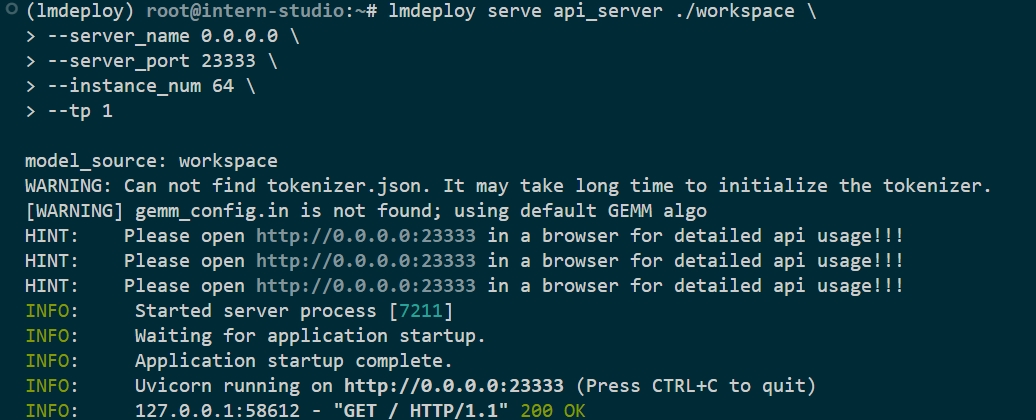 (lmdeploy) root@intern-studio:~# lmdeploy serve api_server ./workspace \
> --server_name 0.0.0.0 \
> --server_port 23333 \
> --instance_num 64 \
> --tp 1
model_source: workspace
WARNING: Can not find tokenizer.json. It may take long time to initialize the tokenizer.
[WARNING] gemm_config.in is not found; using default GEMM algo
HINT:    Please open http://0.0.0.0:23333 in a browser for detailed api usage!!!
HINT:    Please open http://0.0.0.0:23333 in a browser for detailed api usage!!!
HINT:    Please open http://0.0.0.0:23333 in a browser for detailed api usage!!!
INFO:     Started server process [7211]
INFO:     Waiting for application startup.
INFO:     Application startup complete.
INFO:     Uvicorn running on http://0.0.0.0:23333 (Press CTRL+C to quit)
INFO:     127.0.0.1:58612 - "GET / HTTP/1.1" 200 OK